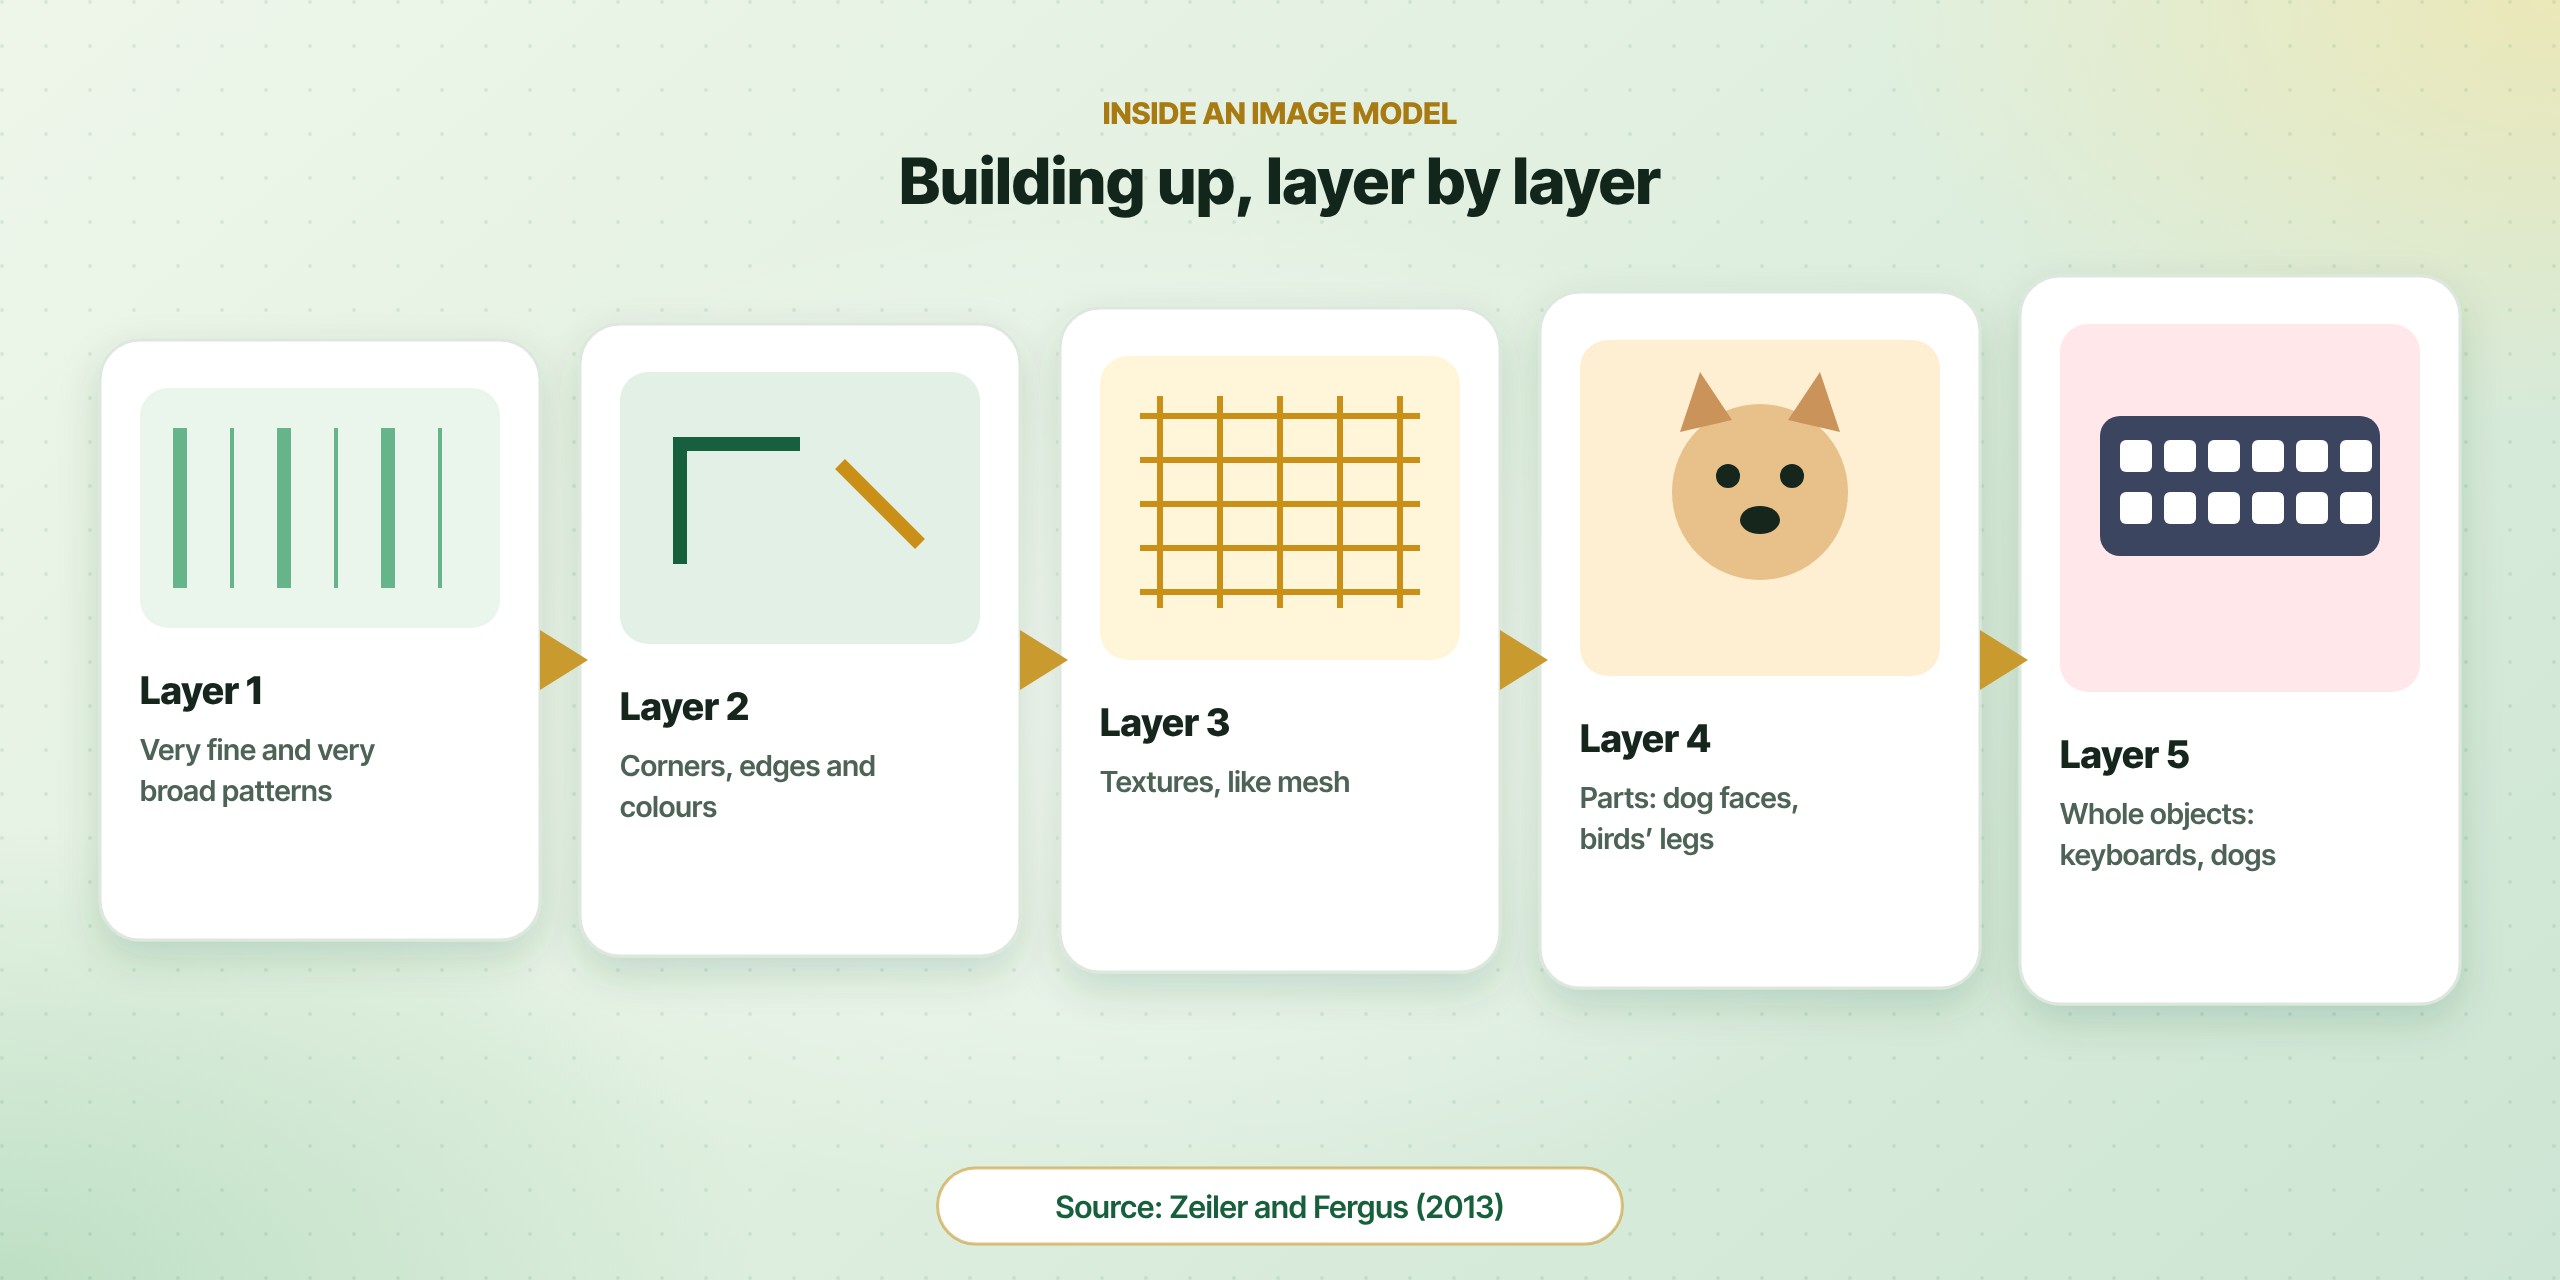 INSIDE AN IMAGE MODEL
Building up, layer by layer
Layer 1
Very fine and very
broad patterns
Layer 2
Corners, edges and
colours
Layer 3
Textures, like mesh
Layer 4
Parts: dog faces,
birds’ legs
Layer 5
Whole objects:
keyboards, dogs
Source: Zeiler and Fergus (2013)